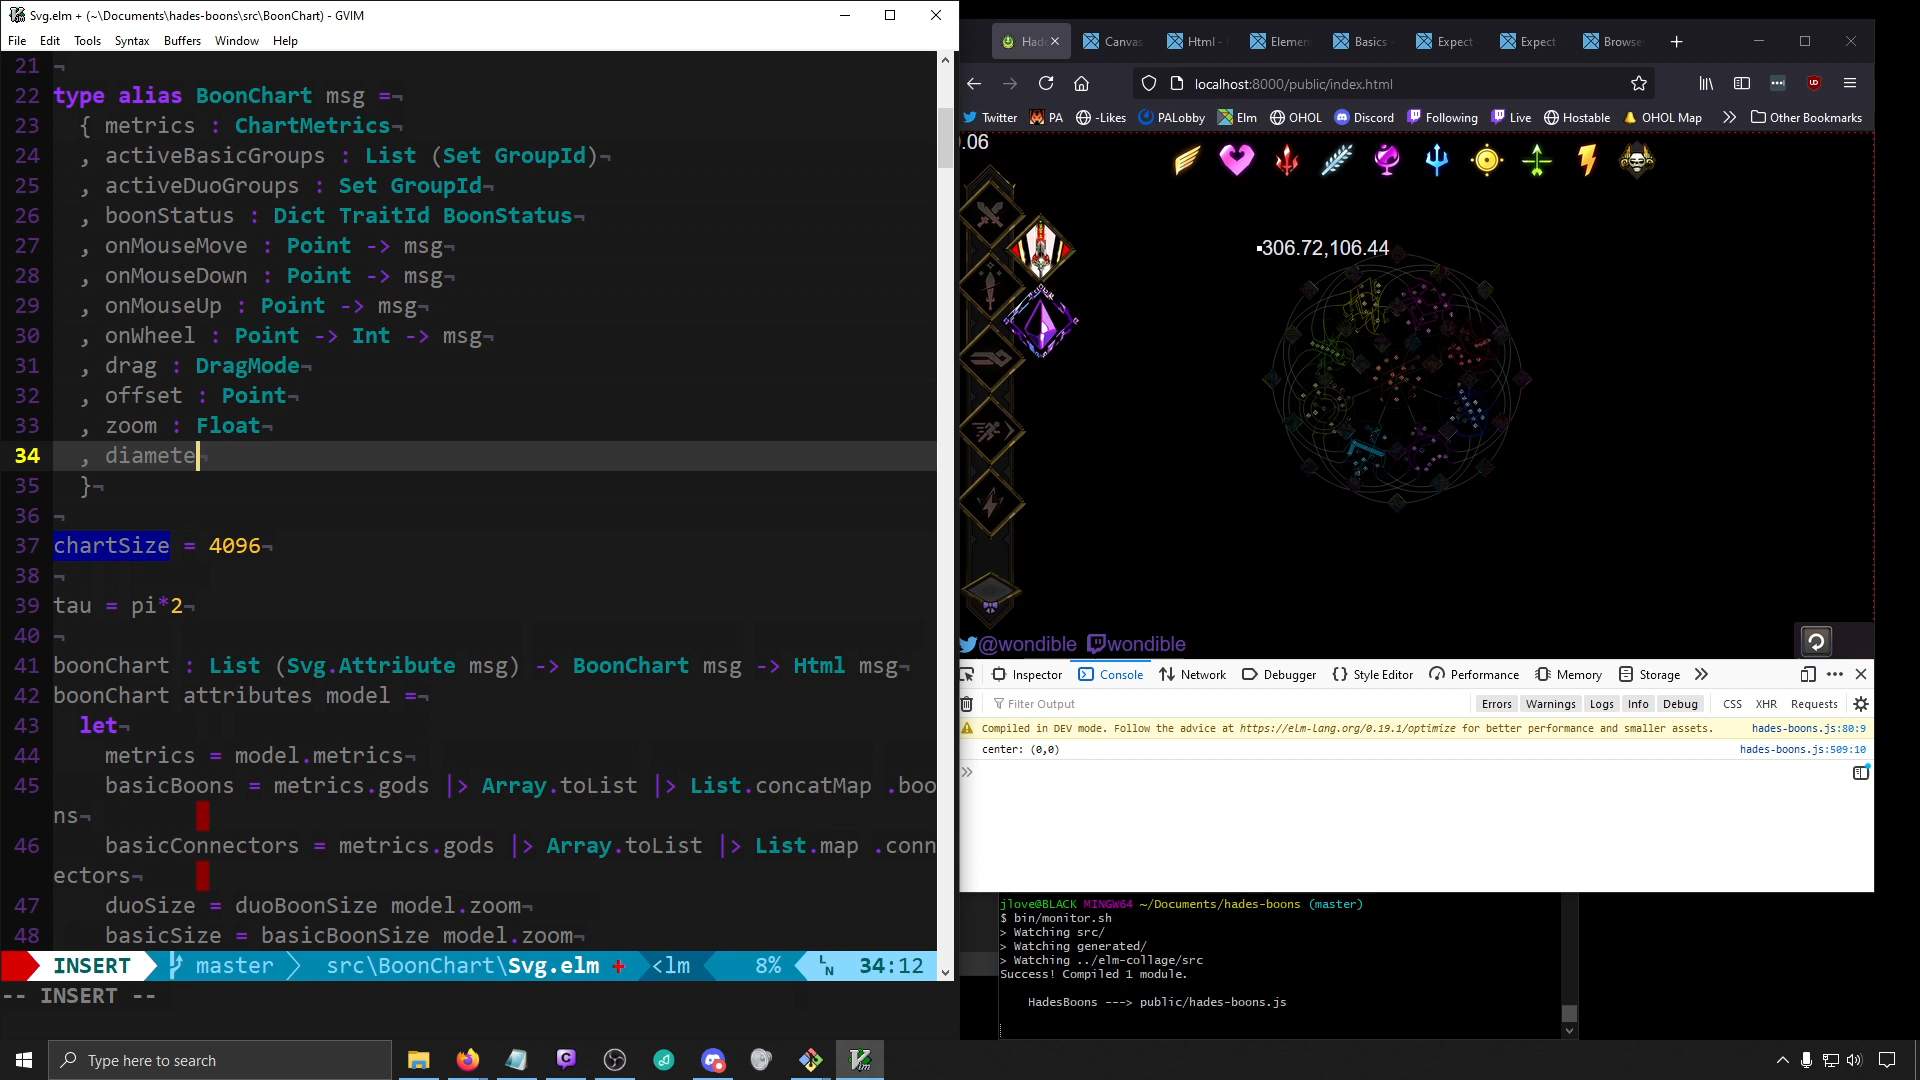 Svg.elm + (~\Documents\hades-boons\src\BoonChart) - GVIM
File Edit Tools Syntax Buffers Window Help
21 ¬
22 type alias BoonChart msg =¬
23 { metrics : ChartMetrics¬
24 , activeBasicGroups : List (Set GroupId)¬
25 , activeDuoGroups : Set GroupId¬
26 , boonStatus : Dict TraitId BoonStatus¬
27 , onMouseMove : Point -> msg¬
28 , onMouseDown : Point -> msg¬
29 , onMouseUp : Point -> msg¬
30 , onWheel : Point -> Int -> msg¬
31 , drag : DragMode¬
32 , offset : Point¬
33 , zoom : Float¬
34 , diamete¬
35 }¬
36 ¬
37 chartSize = 4096¬
38 ¬
39 tau = pi*2¬
40 ¬
41 boonChart : List (Svg.Attribute msg) -> BoonChart msg -> Html msg¬
42 boonChart attributes model =¬
43 let¬
44 metrics = model.metrics¬
45 basicBoons = metrics.gods |> Array.toList |> List.concatMap .boo
ns¬
46 basicConnectors = metrics.gods |> Array.toList |> List.map .conn
ectors¬
47 duoSize = duoBoonSize model.zoom¬
48 basicSize = basicBoonSize model.zoom¬
INSERT master src\BoonChart\Svg.elm + <lm 8% LN 34:12
-- INSERT --
Had Canvas Html - Elemen Basics - Expect Expect Browse
localhost:8000/public/index.html
Twitter PA -Likes PALobby Elm OHOL Discord Following Live Hostable OHOL Map Other Bookmarks
.06
-306.72,106.44
@wondible wondible
Inspector Console Network Debugger Style Editor Performance Memory Storage
Filter Output Errors Warnings Logs Info Debug CSS XHR Requests
Compiled in DEV mode. Follow the advice at https://elm-lang.org/0.19.1/optimize for better performance and smaller assets. hades-boons.js:80:9
center: (0,0) hades-boons.js:509:10
jlove@BLACK MINGW64 ~/Documents/hades-boons (master)
$ bin/monitor.sh
> Watching src/
> Watching generated/
> Watching ../elm-collage/src
Success! Compiled 1 module.
HadesBoons ---> public/hades-boons.js
Type here to search